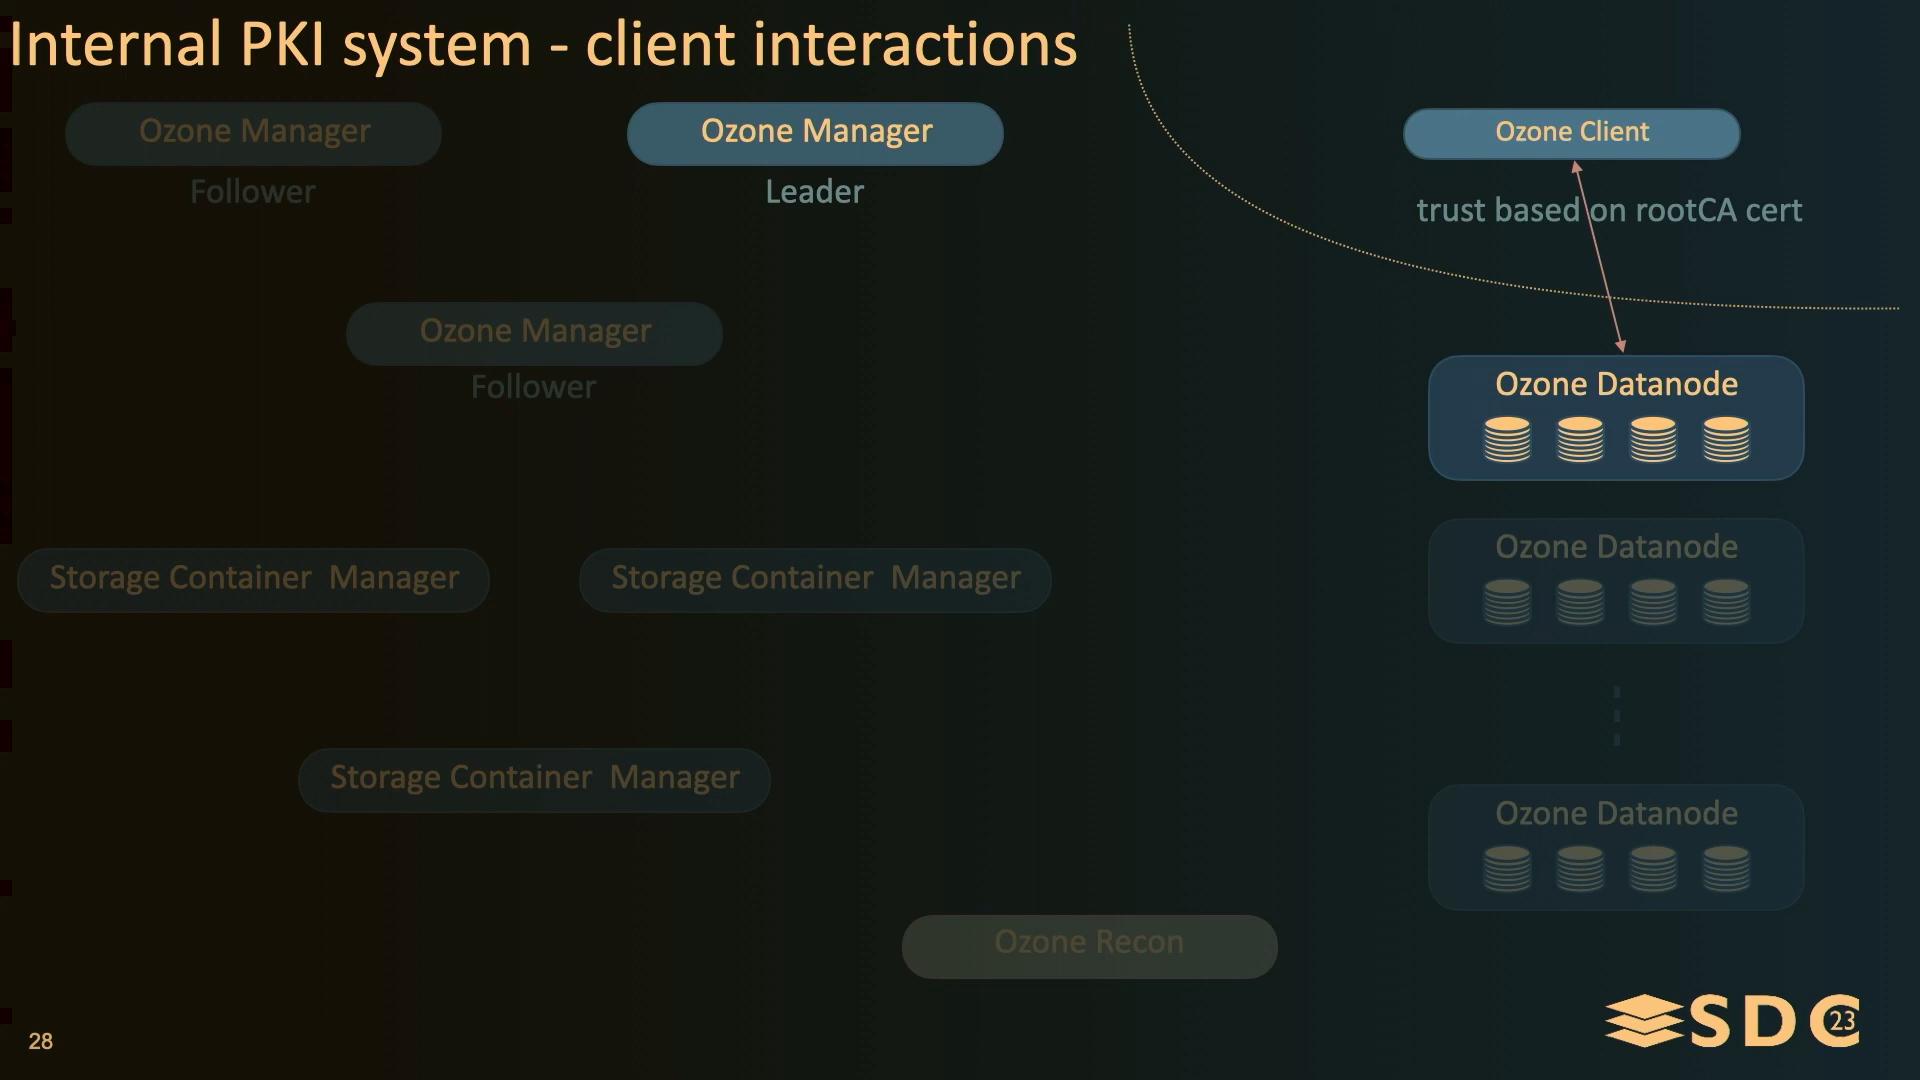 Internal PKI system - client interactions
Ozone Manager
Follower
Ozone Manager
Leader
Ozone Client
trust based on rootCA cert
Ozone Manager
Follower
Ozone Datanode
Storage Container  Manager
Storage Container  Manager
Ozone Datanode
Storage Container  Manager
Ozone Datanode
Ozone Recon
28
SDC
23